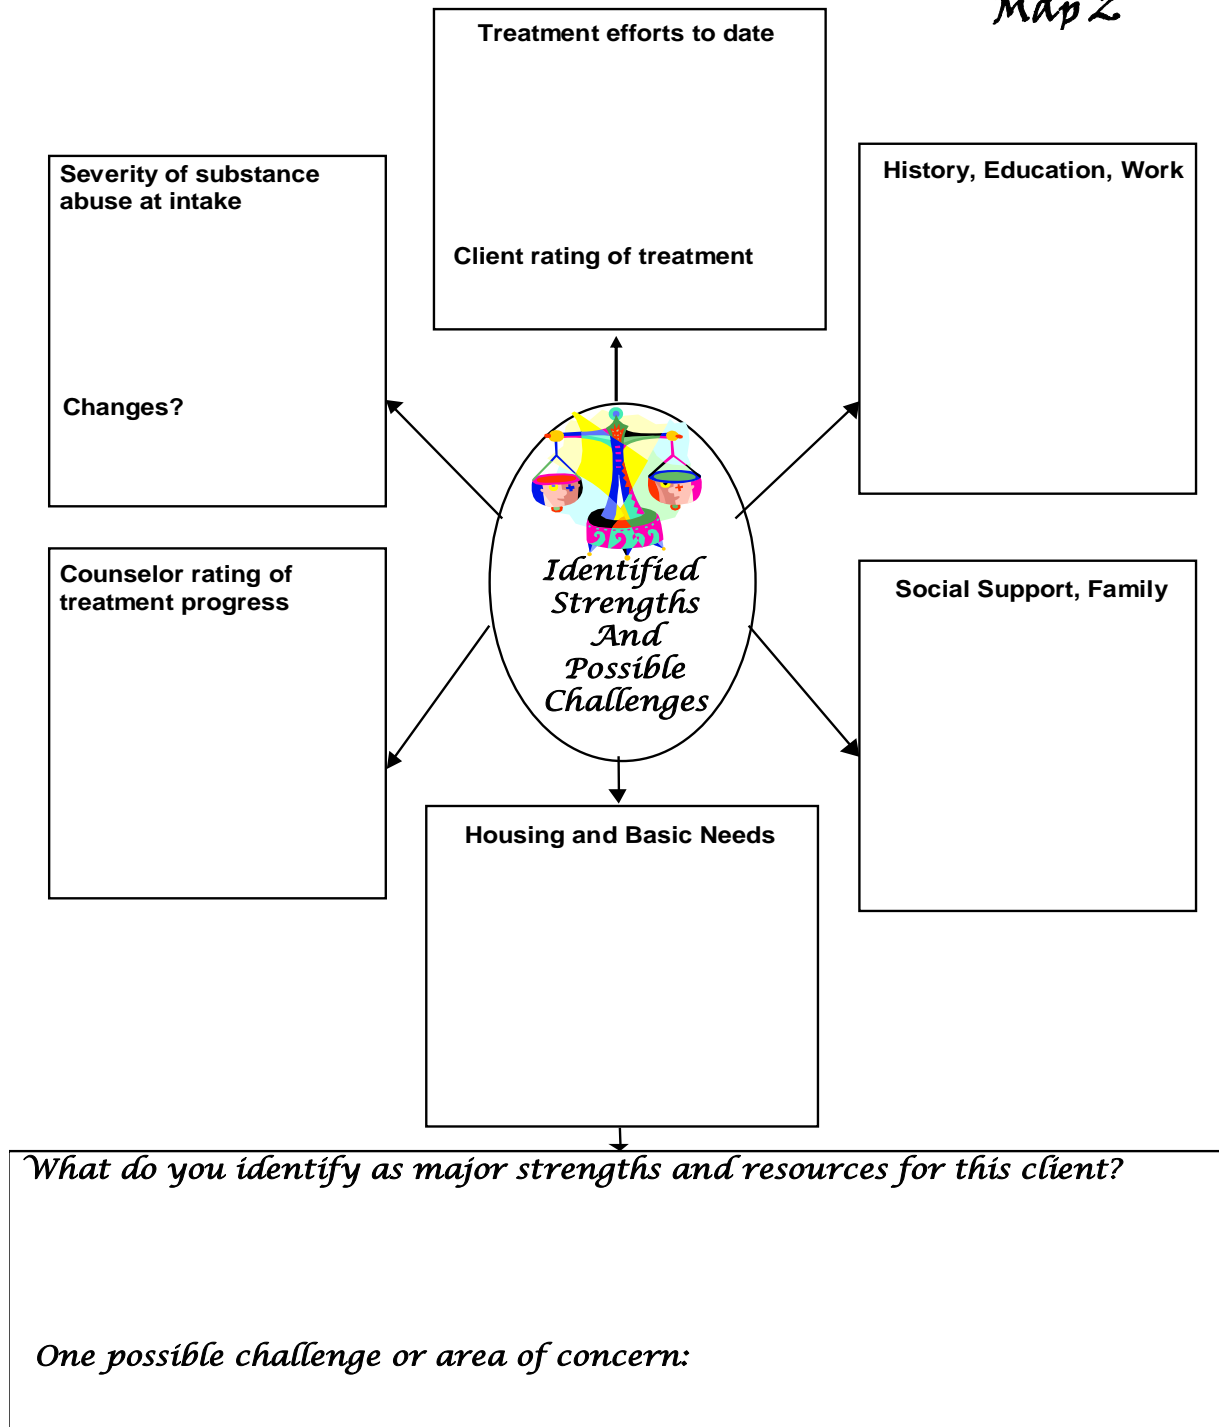 Map 2
Treatment efforts to date
Client rating of treatment
Severity of substance
abuse at intake
Changes?
History, Education, Work
Identified
Strengths
And
Possible
Challenges
Counselor rating of
treatment progress
Social Support, Family
Housing and Basic Needs
What do you identify as major strengths and resources for this client?
One possible challenge or area of concern: